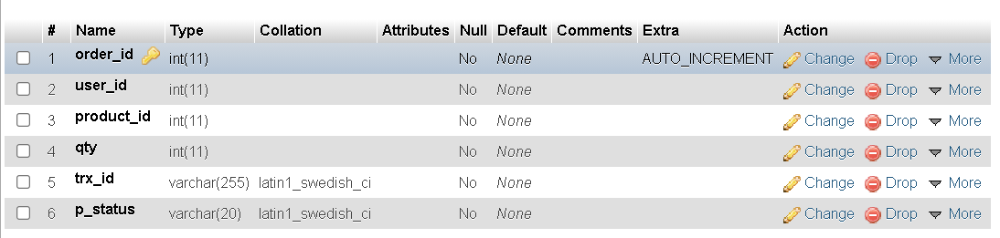 # Name Type Collation Attributes Null Default Comments Extra Action
1 order_id int(11) No None AUTO_INCREMENT Change Drop More
2 user_id int(11) No None Change Drop More
3 product_id int(11) No None Change Drop More
4 qty int(11) No None Change Drop More
5 trx_id varchar(255) latin1_swedish_ci No None Change Drop More
6 p_status varchar(20) latin1_swedish_ci No None Change Drop More